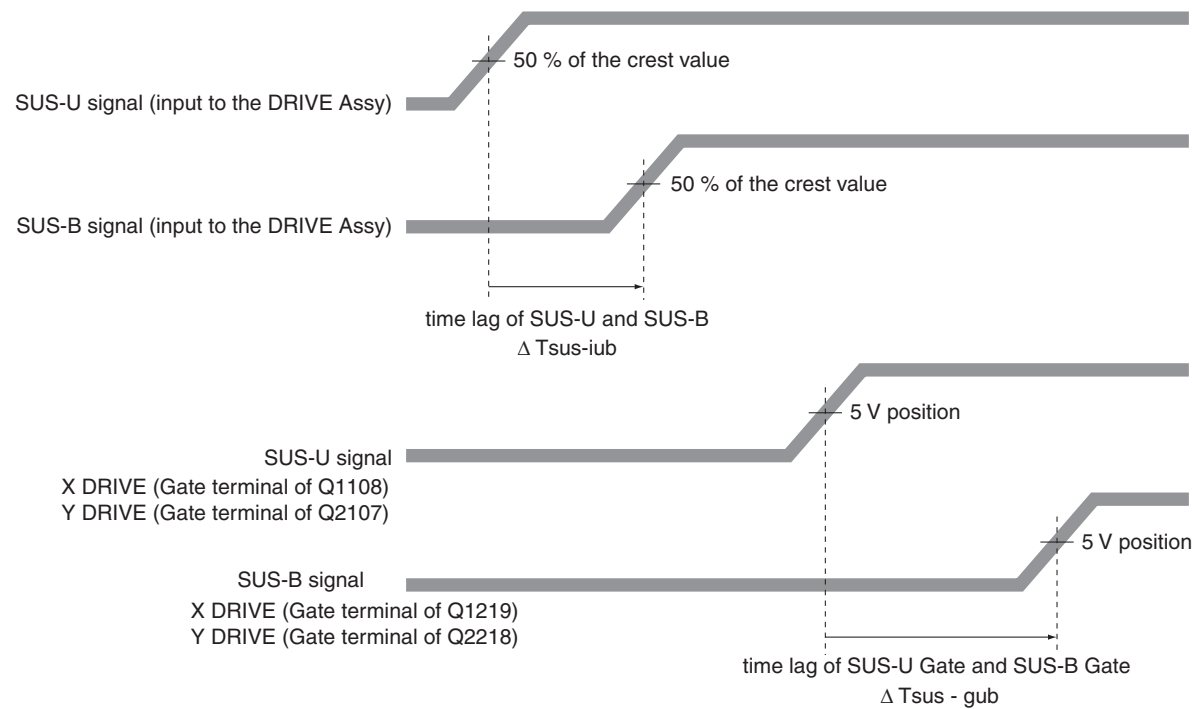 50 % of the crest value
SUS-U signal (input to the DRIVE Assy)
50 % of the crest value
SUS-B signal (input to the DRIVE Assy)
time lag of SUS-U and SUS-B
Δ Tsus-iub
5 V position
SUS-U signal
X DRIVE (Gate terminal of Q1108)
Y DRIVE (Gate terminal of Q2107)
5 V position
SUS-B signal
X DRIVE (Gate terminal of Q1219)
Y DRIVE (Gate terminal of Q2218)
time lag of SUS-U Gate and SUS-B Gate
Δ Tsus - gub